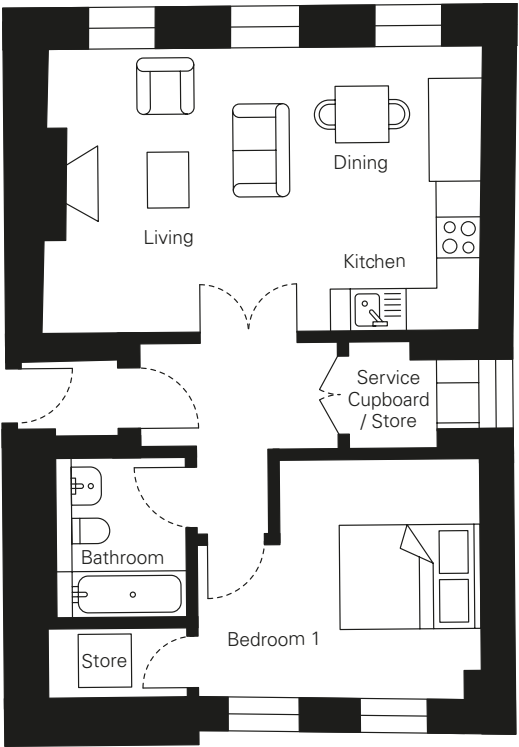 Dining
Living
Kitchen
Service
Cupboard
/ Store
Bathroom
Bedroom 1
Store